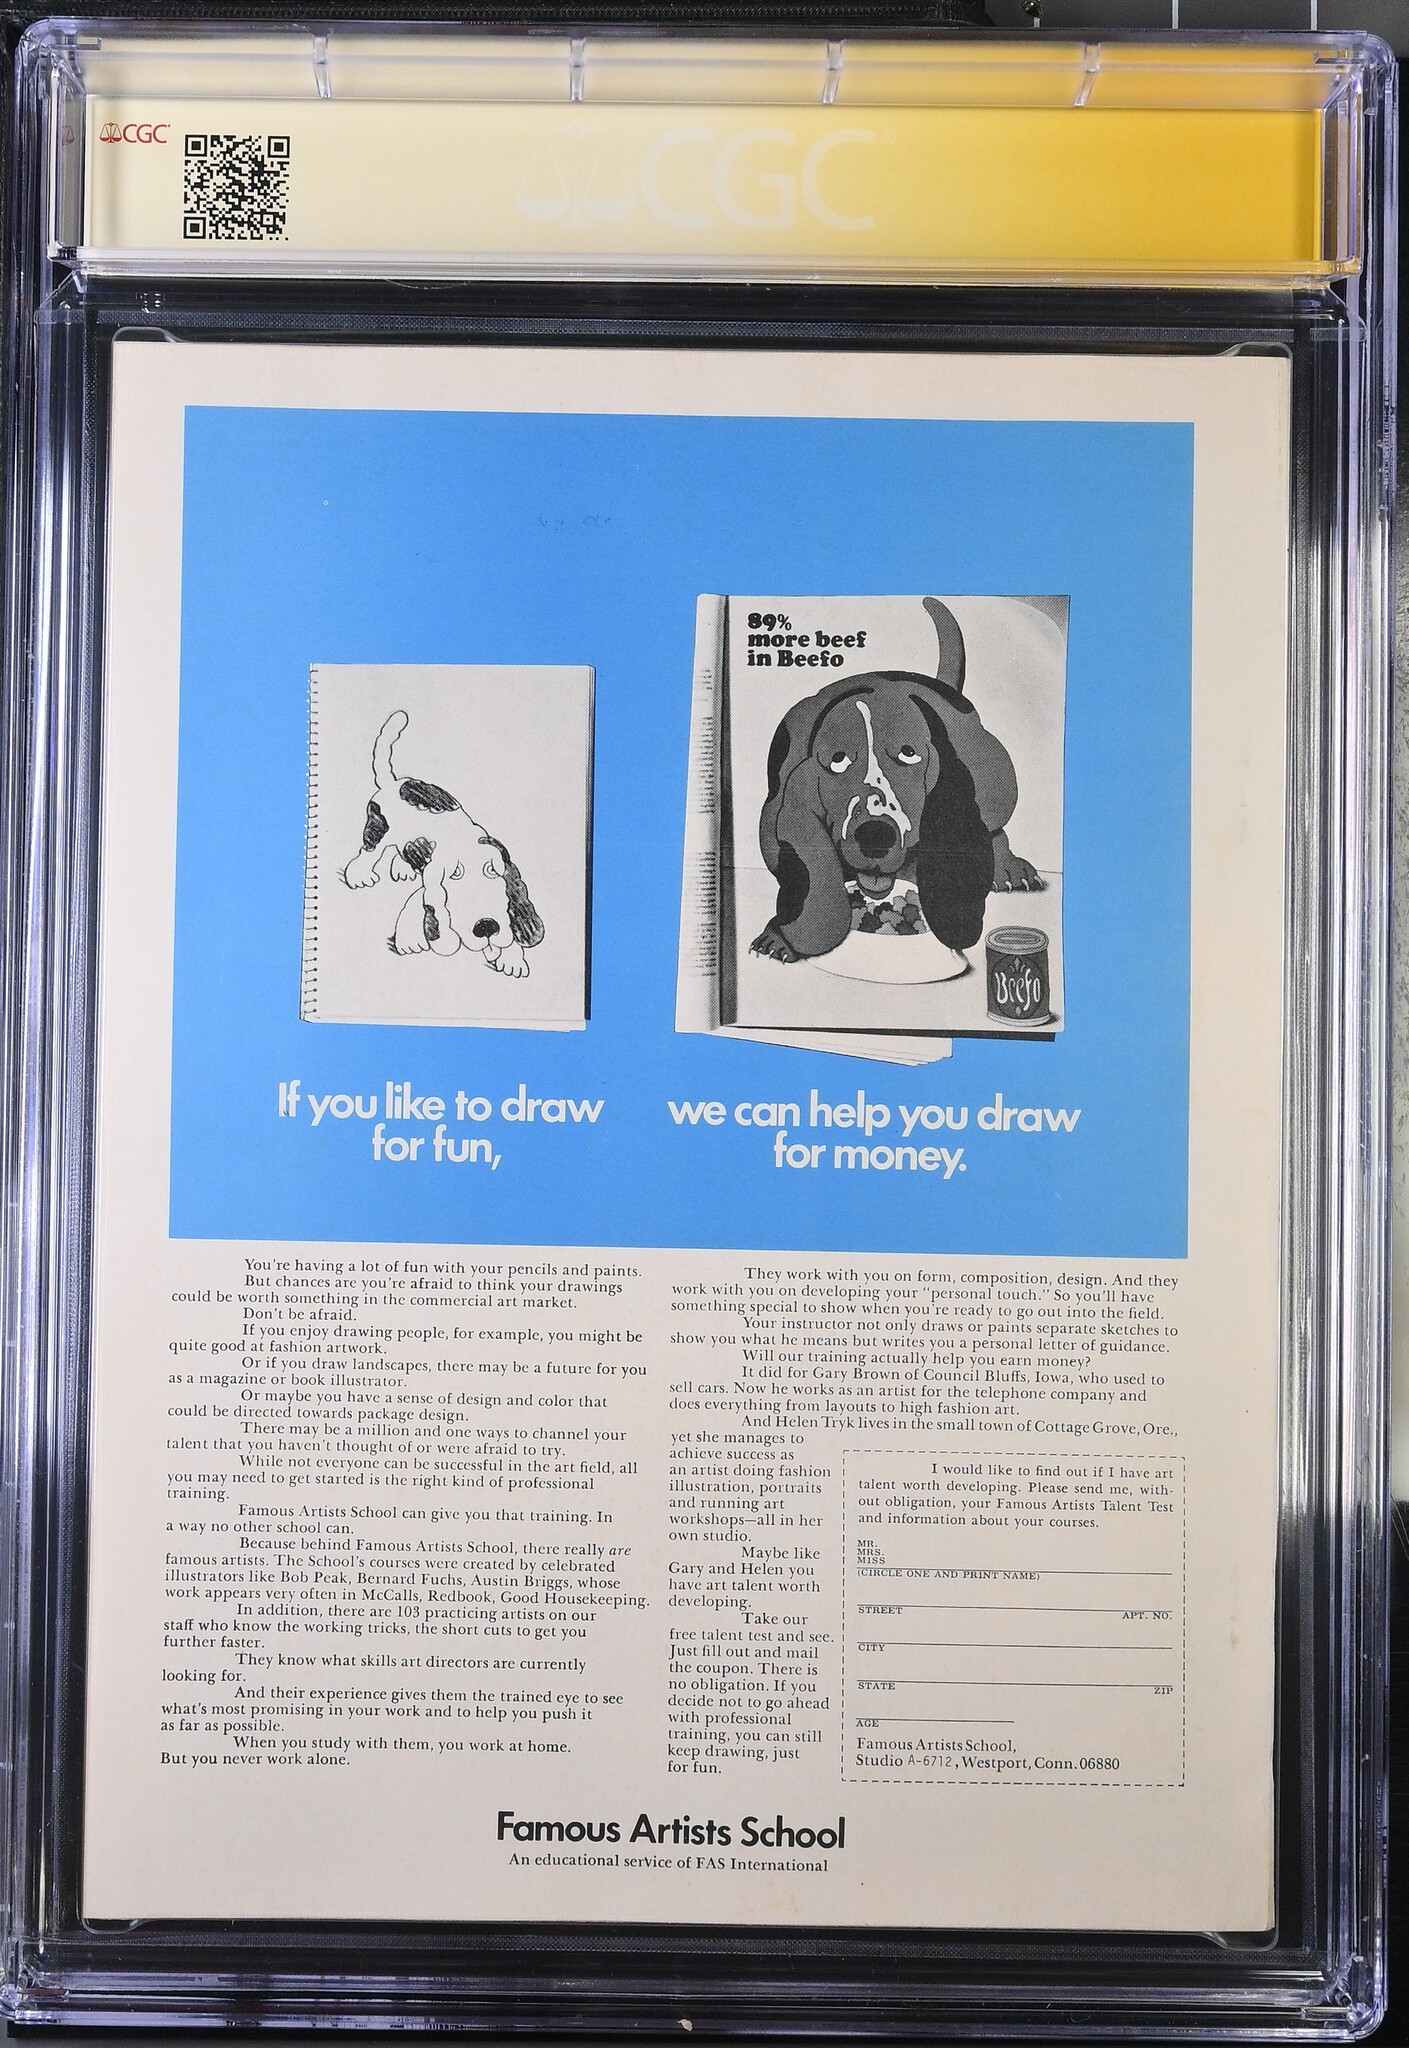 CGC
CGC
89%
more beef
in Beefo
Beefo
If you like to draw
for fun,
we can help you draw
for money.
You're having a lot of fun with your pencils and paints.
But chances are you're afraid to think your drawings
could be worth something in the commercial art market.
Don't be afraid.
If you enjoy drawing people, for example, you might be
quite good at fashion artwork.
Or if you draw landscapes, there may be a future for you
as a magazine or book illustrator.
Or maybe you have a sense of design and color that
could be directed towards package design.
There may be a million and one ways to channel your
talent that you haven't thought of or were afraid to try.
While not everyone can be successful in the art field, all
you may need to get started is the right kind of professional
training.
Famous Artists School can give you that training. In
a way no other school can.
Because behind Famous Artists School, there really are
famous artists. The School's courses were created by celebrated
illustrators like Bob Peak, Bernard Fuchs, Austin Briggs, whose
work appears very often in McCalls, Redbook, Good Housekeeping.
In addition, there are 103 practicing artists on our
staff who know the working tricks, the short cuts to get you
further faster.
They know what skills art directors are currently
looking for.
And their experience gives them the trained eye to see
what's most promising in your work and to help you push it
as far as possible.
When you study with them, you work at home.
But you never work alone.
They work with you on form, composition, design. And they
work with you on developing your "personal touch." So you'll have
something special to show when you're ready to go out into the field.
Your instructor not only draws or paints separate sketches to
show you what he means but writes you a personal letter of guidance.
Will our training actually help you earn money?
It did for Gary Brown of Council Bluffs, Iowa, who used to
sell cars. Now he works as an artist for the telephone company and
does everything from layouts to high fashion art.
And Helen Tryk lives in the small town of Cottage Grove, Ore.,
yet she manages to
achieve success as
an artist doing fashion
illustration, portraits
and running art
workshops—all in her
own studio.
Maybe like
Gary and Helen you
have art talent worth
developing.
Take our
free talent test and see.
Just fill out and mail
the coupon. There is
no obligation. If you
decide not to go ahead
with professional
training, you can still
keep drawing, just
for fun.
I would like to find out if I have art
talent worth developing. Please send me, with-
out obligation, your Famous Artists Talent Test
and information about your courses.
MR.
MRS.
MISS
(CIRCLE ONE AND PRINT NAME)
STREET APT. NO.
CITY
STATE ZIP
AGE
Famous Artists School,
Studio A-6712, Westport, Conn. 06880
Famous Artists School
An educational service of FAS International